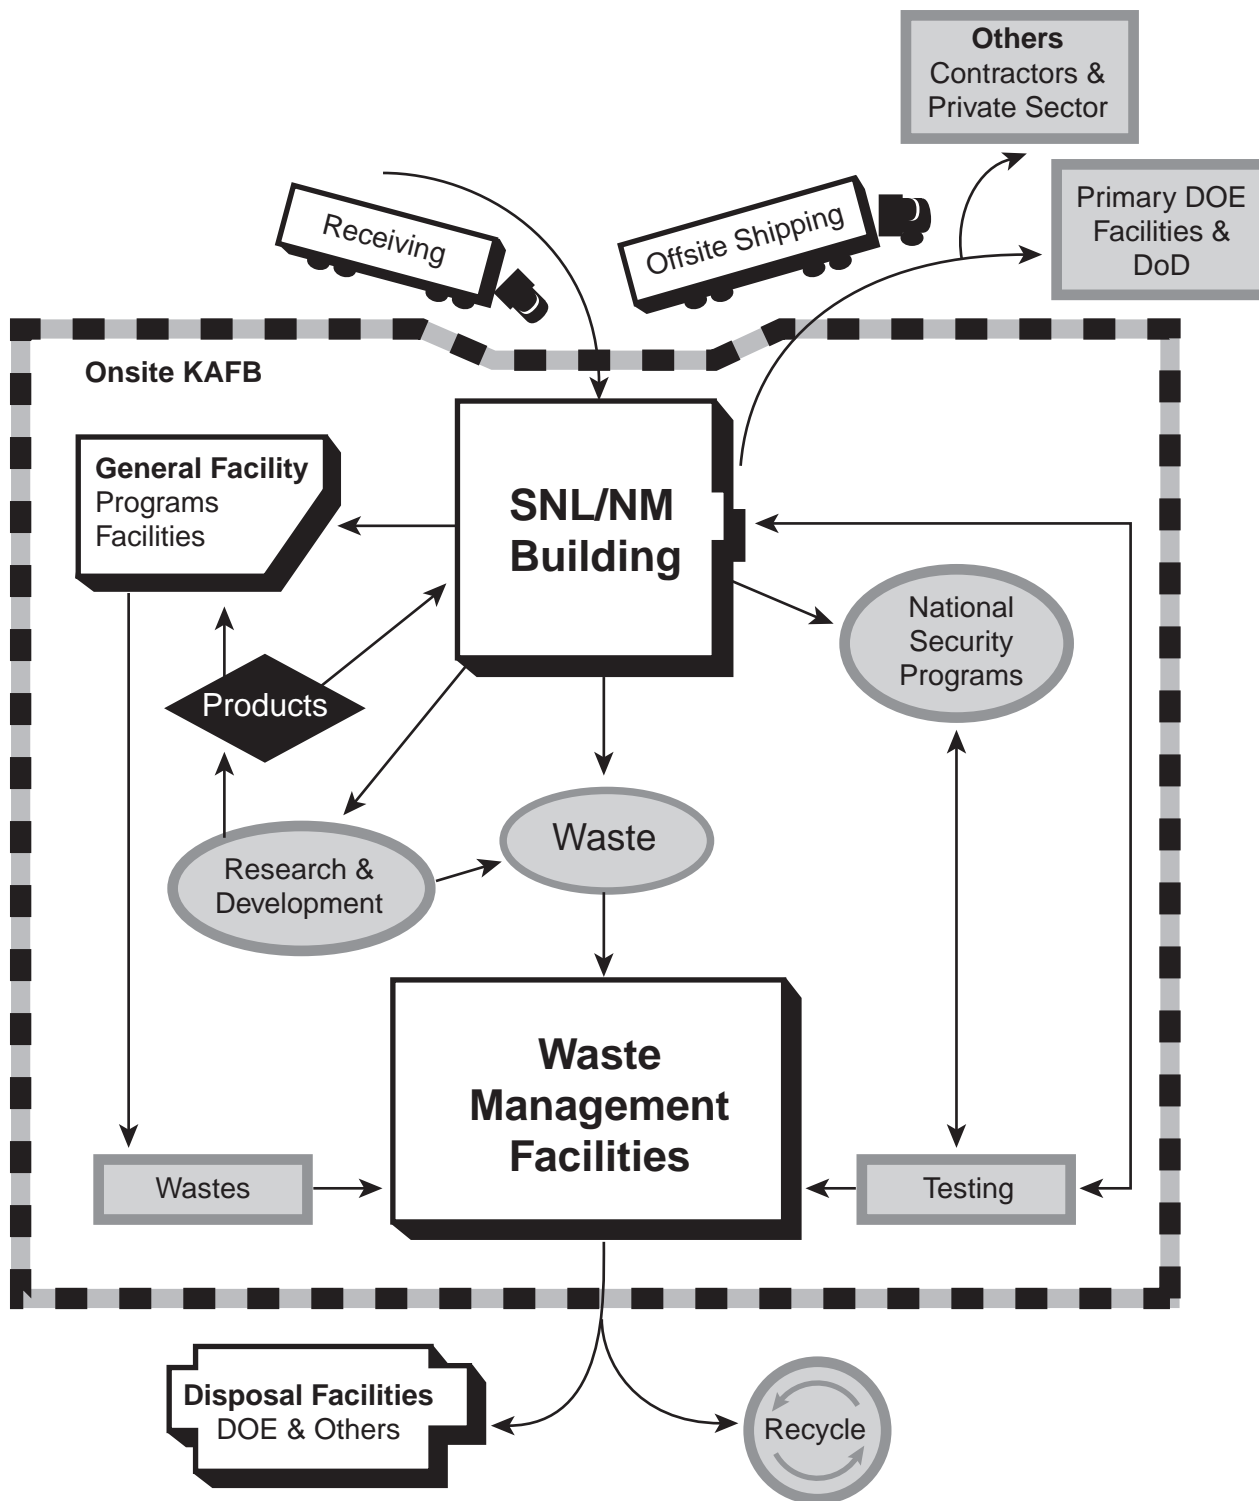 Others
Contractors &
Private Sector
Primary DOE
Facilities &
DoD
Receiving
Offsite Shipping
Onsite KAFB
General Facility
Programs
Facilities
SNL/NM
Building
National
Security
Programs
Products
Research &
Development
Waste
Waste
Management
Facilities
Wastes
Testing
Disposal Facilities
DOE & Others
Recycle